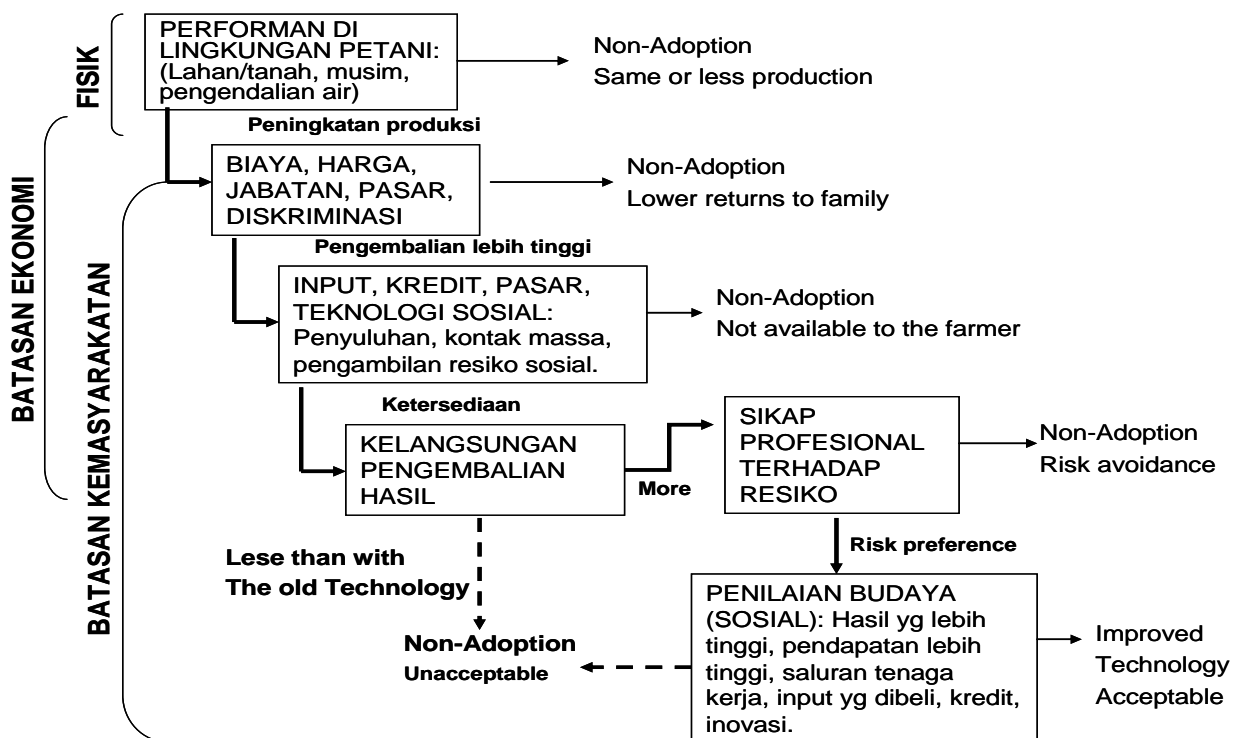 FISIK
BATASAN EKONOMI
BATASAN KEMASYARAKATAN
PERFORMAN DI
LINGKUNGAN PETANI:
(Lahan/tanah, musim,
pengendalian air)
Non-Adoption
Same or less production
Peningkatan produksi
BIAYA, HARGA,
JABATAN, PASAR,
DISKRIMINASI
Non-Adoption
Lower returns to family
Pengembalian lebih tinggi
INPUT, KREDIT, PASAR,
TEKNOLOGI SOSIAL:
Penyuluhan, kontak massa,
pengambilan resiko sosial.
Non-Adoption
Not available to the farmer
Ketersediaan
KELANGSUNGAN
PENGEMBALIAN
HASIL
More
SIKAP
PROFESIONAL
TERHADAP
RESIKO
Non-Adoption
Risk avoidance
Lese than with
The old Technology
Risk preference
Non-Adoption
Unacceptable
PENILAIAN BUDAYA
(SOSIAL): Hasil yg lebih
tinggi, pendapatan lebih
tinggi, saluran tenaga
kerja, input yg dibeli, kredit,
inovasi.
Improved
Technology
Acceptable